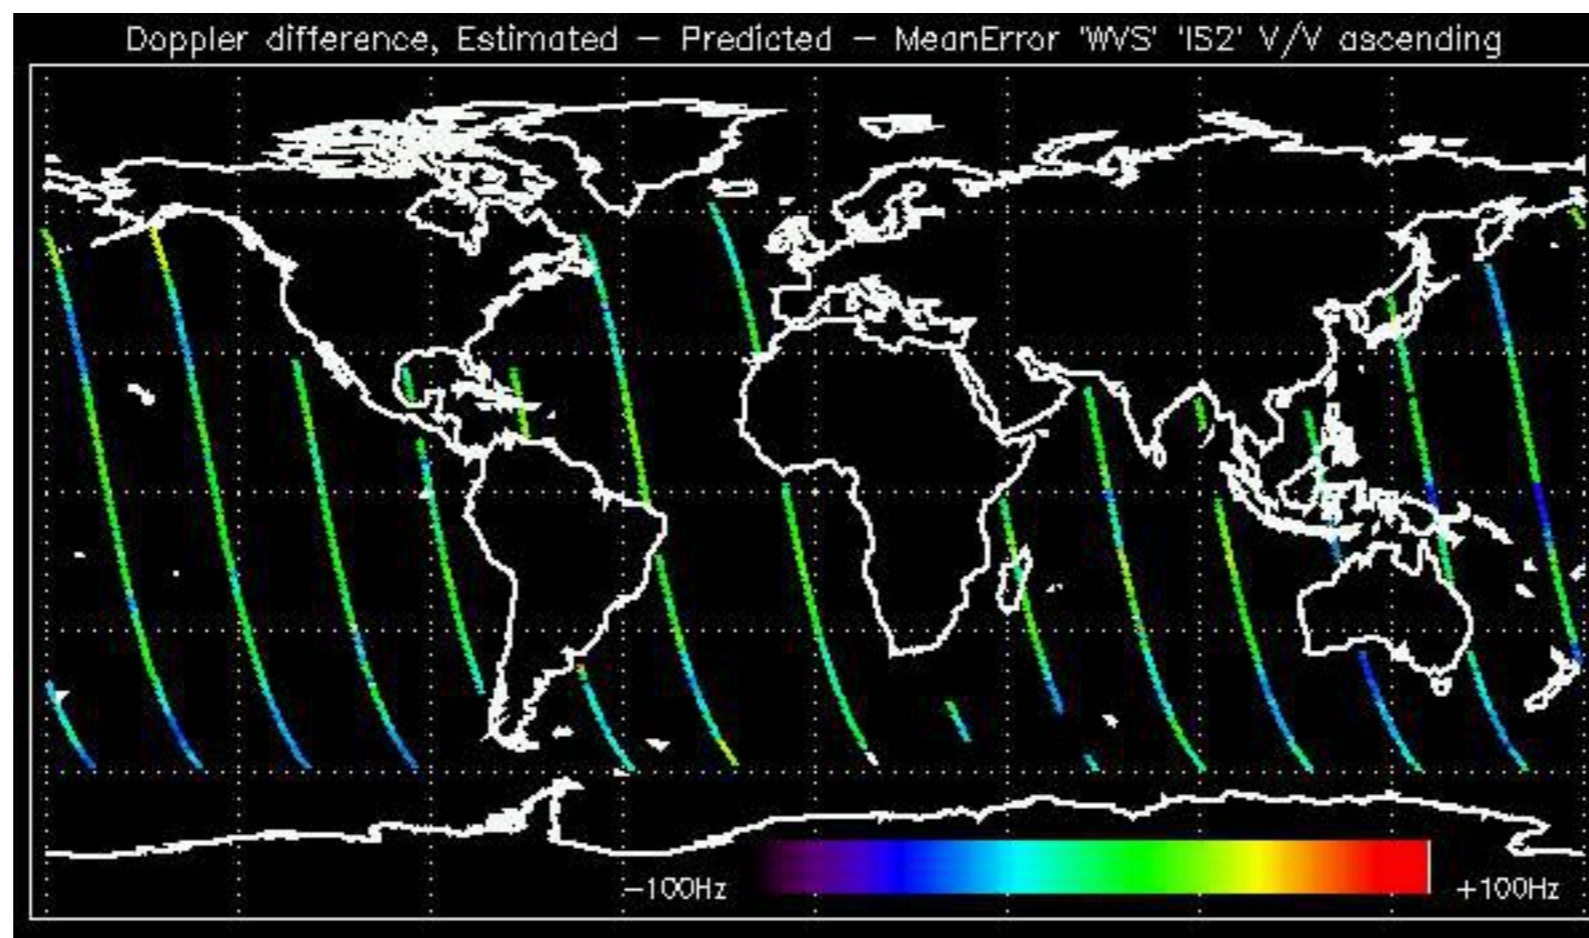 Doppler difference, Estimated – Predicted – MeanError 'WVS' 'IS2' V/V ascending
–100Hz
+100Hz